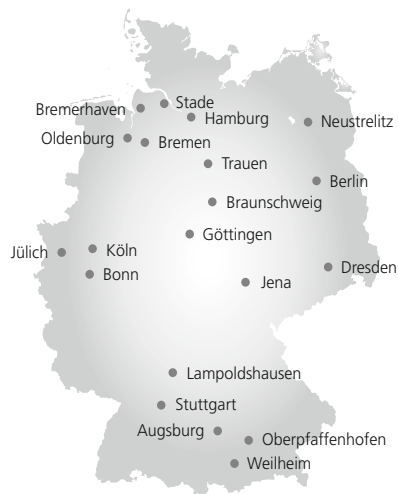 Stade
Bremerhaven
Hamburg
Neustrelitz
Oldenburg
Bremen
Trauen
Berlin
Braunschweig
Göttingen
Köln
Jülich
Dresden
Bonn
Jena
Lampoldshausen
Stuttgart
Augsburg
Oberpfaffenhofen
Weilheim